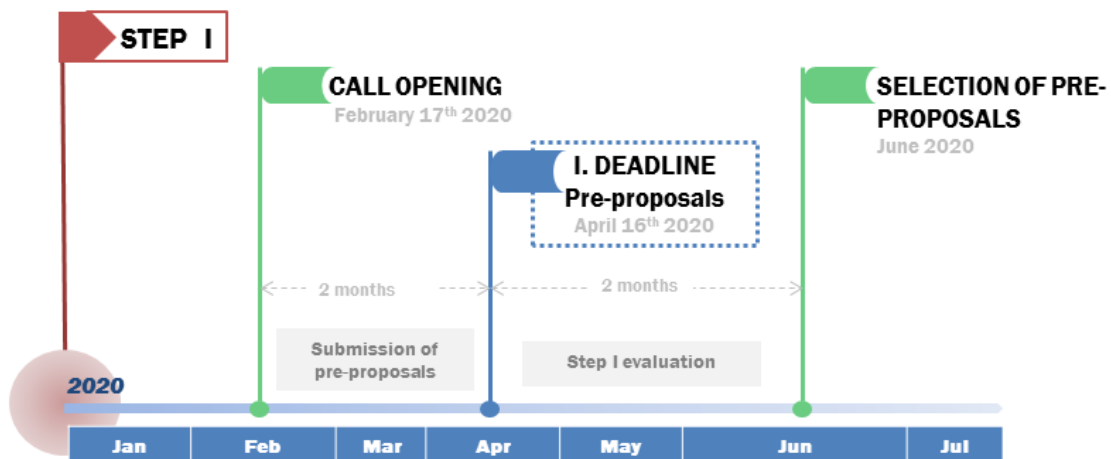 STEP I
CALL OPENING
February 17th 2020
SELECTION OF PRE-
PROPOSALS
June 2020
I. DEADLINE
Pre-proposals
April 16th 2020
2 months
2 months
Submission of
pre-proposals
Step I evaluation
2020
Jan
Feb
Mar
Apr
May
Jun
Jul